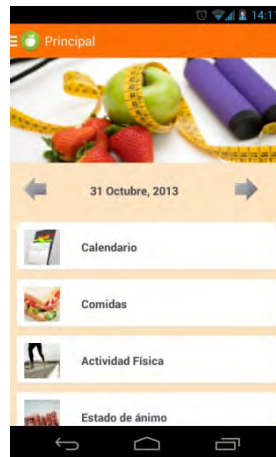 14:1
Principal
31 Octubre, 2013
Calendario
Comidas
Actividad Física
Estado de ánimo